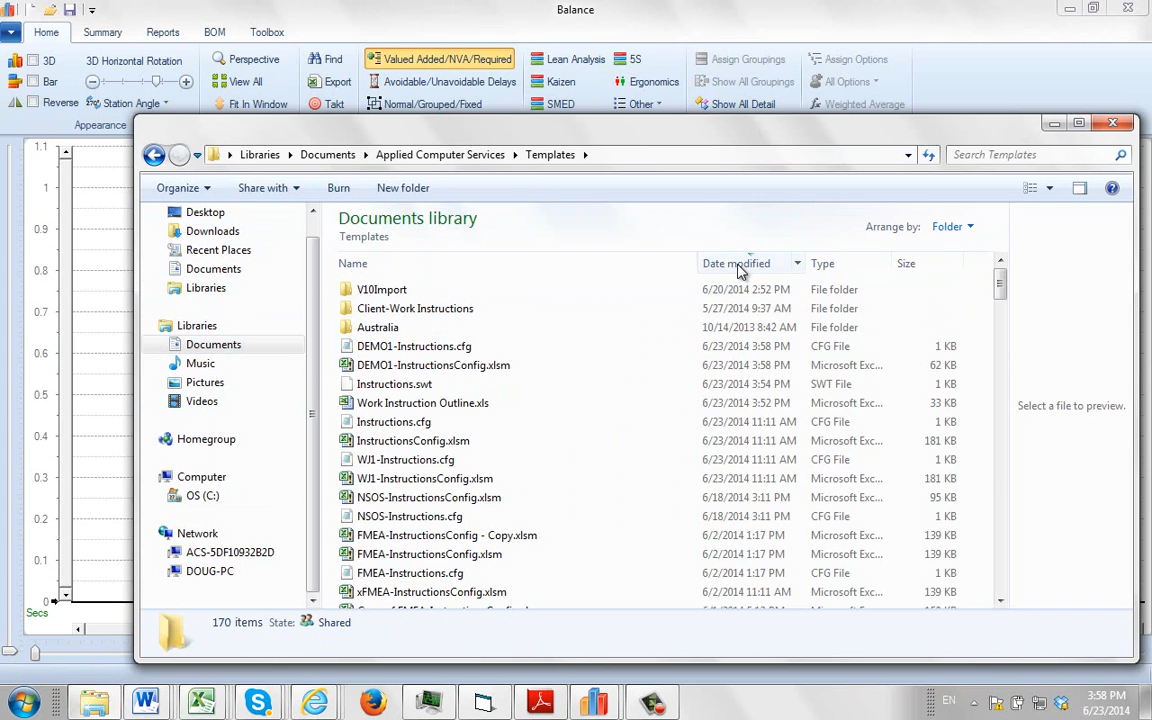 Balance
Home Summary Reports BOM Toolbox
3D 3D Horizontal Rotation Perspective Find Valued Added/NVA/Required Lean Analysis 5S Assign Groupings Assign Options
Bar View All Export Avoidable/Unavoidable Delays Kaizen Ergonomics Show All Groupings All Options
Reverse Station Angle Fit In Window Takt Normal/Grouped/Fixed SMED Other Show All Detail Weighted Average
Appearance
Libraries Documents Applied Computer Services Templates Search Templates
Organize Share with Burn New folder
Documents library
Templates
Arrange by: Folder
Name Date modified Type Size
V10Import 6/20/2014 2:52 PM File folder
Client-Work Instructions 5/27/2014 9:37 AM File folder
Australia 10/14/2013 8:42 AM File folder
DEMO1-Instructions.cfg 6/23/2014 3:58 PM CFG File 1 KB
DEMO1-InstructionsConfig.xlsm 6/23/2014 3:58 PM Microsoft Exc... 62 KB
Instructions.swt 6/23/2014 3:54 PM SWT File 1 KB
Work Instruction Outline.xls 6/23/2014 3:52 PM Microsoft Exc... 33 KB
Instructions.cfg 6/23/2014 11:11 AM CFG File 1 KB
InstructionsConfig.xlsm 6/23/2014 11:11 AM Microsoft Exc... 181 KB
WJ1-Instructions.cfg 6/23/2014 11:11 AM CFG File 1 KB
WJ1-InstructionsConfig.xlsm 6/23/2014 11:11 AM Microsoft Exc... 181 KB
NSOS-InstructionsConfig.xlsm 6/18/2014 3:11 PM Microsoft Exc... 95 KB
NSOS-Instructions.cfg 6/18/2014 3:11 PM CFG File 1 KB
FMEA-InstructionsConfig - Copy.xlsm 6/2/2014 1:17 PM Microsoft Exc... 139 KB
FMEA-InstructionsConfig.xlsm 6/2/2014 1:17 PM Microsoft Exc... 139 KB
FMEA-Instructions.cfg 6/2/2014 1:17 PM CFG File 1 KB
xFMEA-InstructionsConfig.xlsm 6/2/2014 11:11 AM Microsoft Exc... 139 KB
Desktop
Downloads
Recent Places
Documents
Libraries
Libraries
Documents
Music
Pictures
Videos
Homegroup
Computer
OS (C:)
Network
ACS-5DF10932B2D
DOUG-PC
Select a file to preview.
170 items State: Shared
1.1
1
0.9
0.8
0.7
0.6
0.5
0.4
0.3
0.2
0.1
0
Secs
EN
3:58 PM
6/23/2014